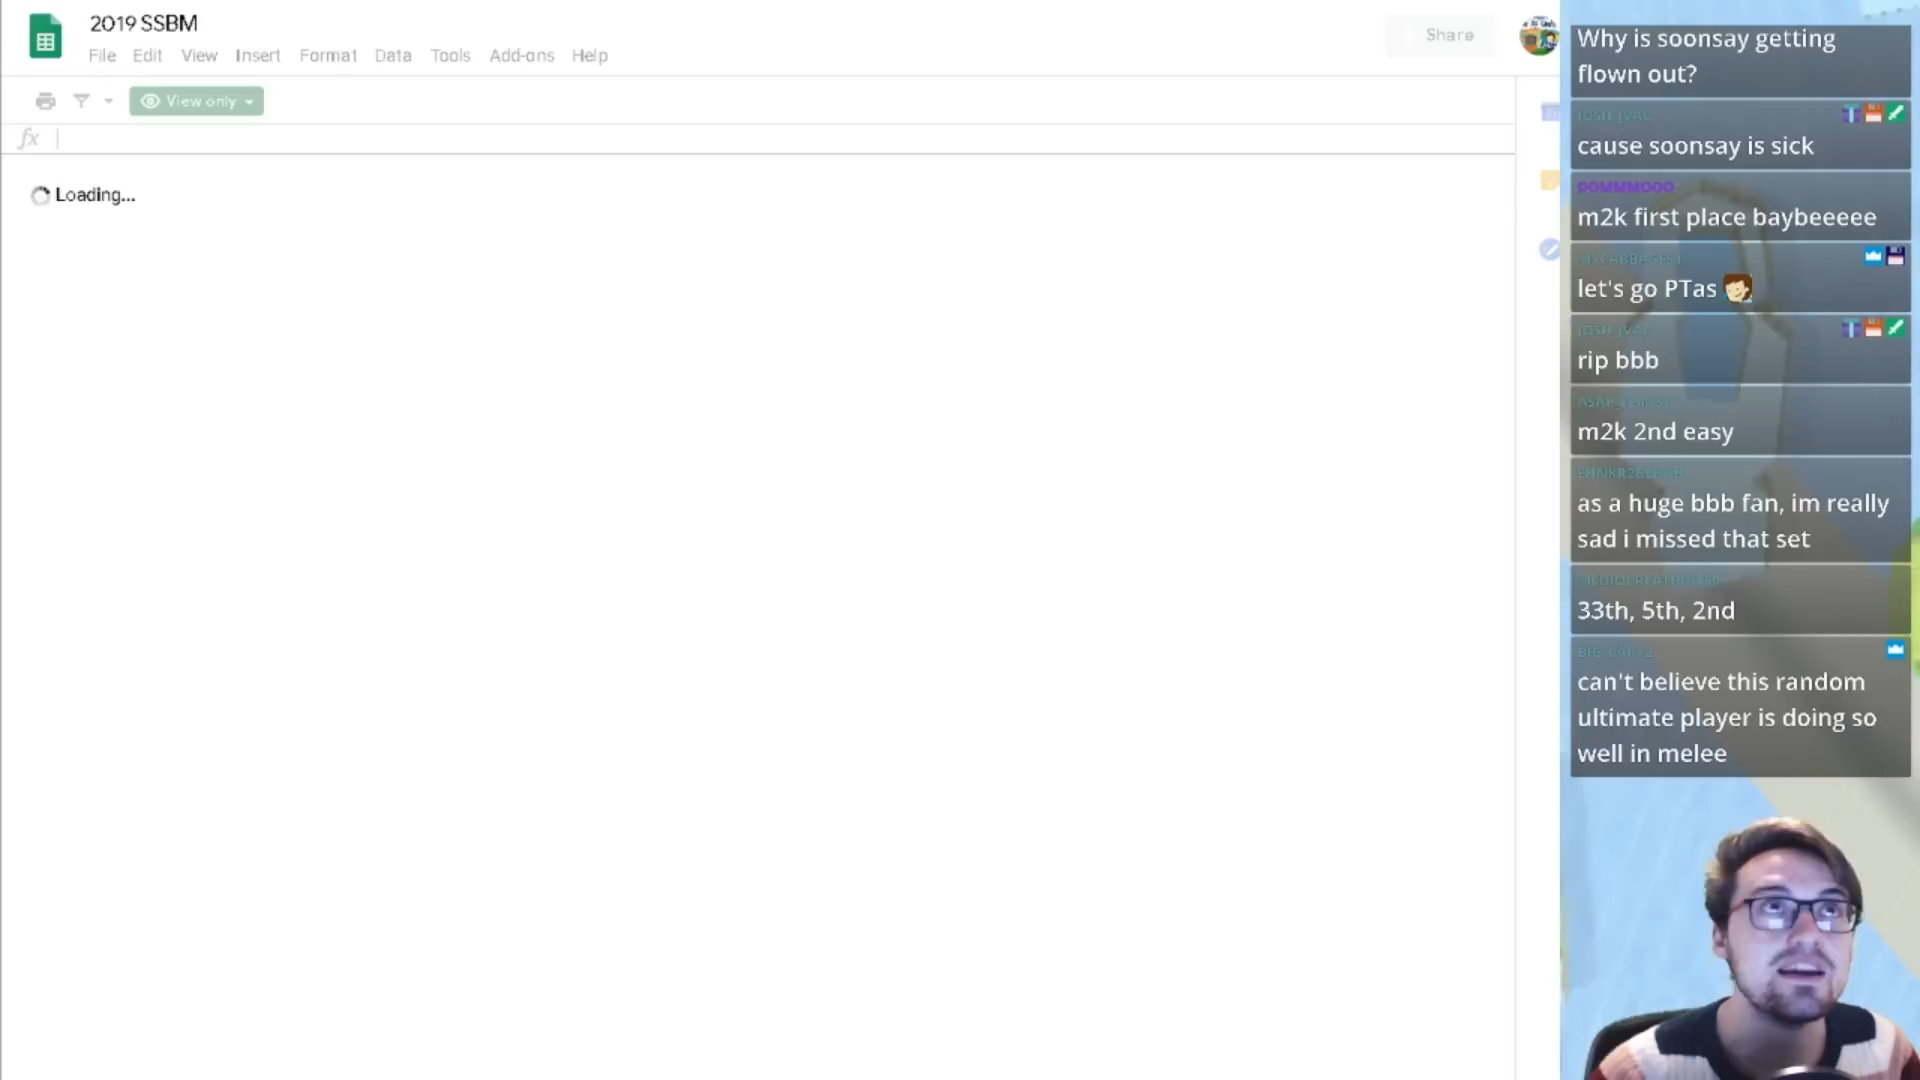 2019 SSBM
File Edit View Insert Format Data Tools Add-ons Help
Share
View only
fx
Loading...
Why is soonsay getting
flown out?
cause soonsay is sick
DOMMMOOO
m2k first place baybeeeee
let's go PTas
rip bbb
m2k 2nd easy
as a huge bbb fan, im really
sad i missed that set
33th, 5th, 2nd
can't believe this random
ultimate player is doing so
well in melee